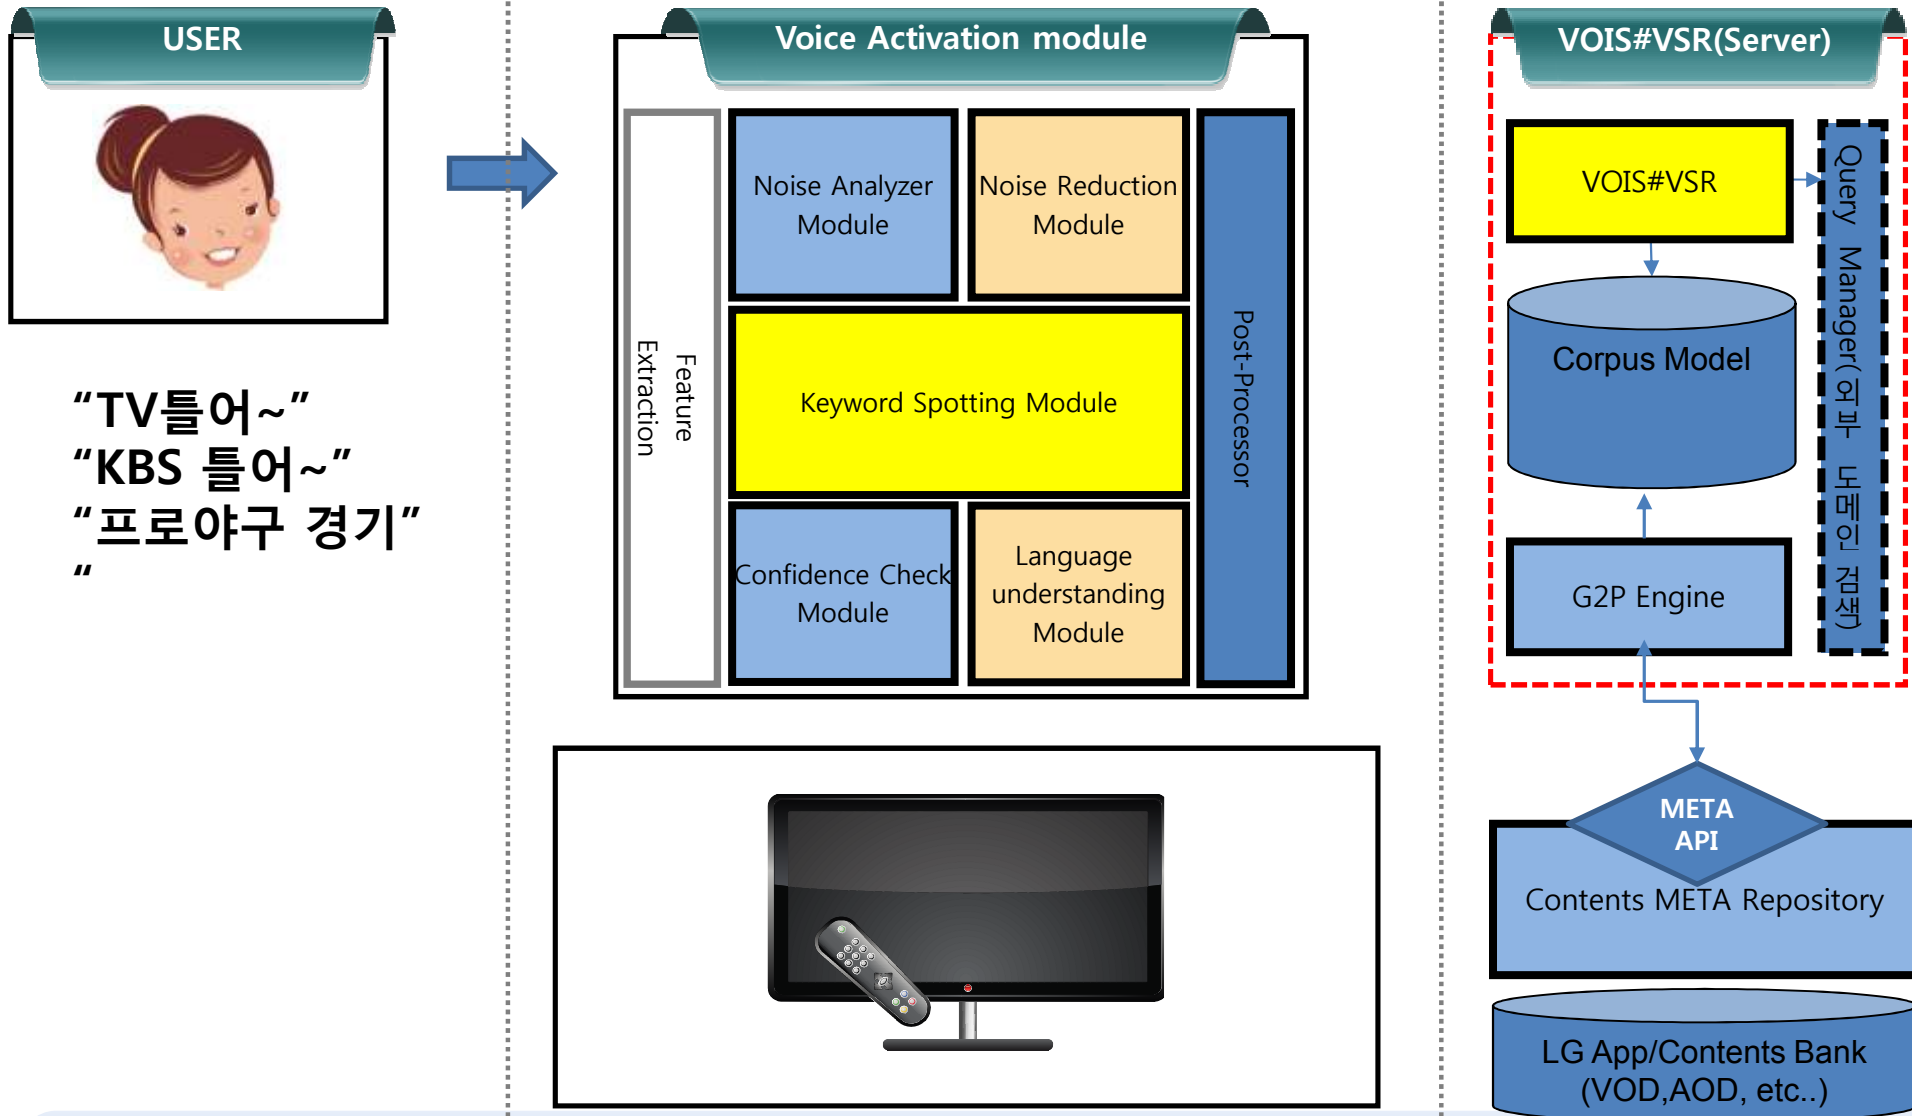 USER
“TV틀어~”
“KBS 틀어~”
“프로야구 경기”
“
Voice Activation module
Feature
Extraction
Noise Analyzer
Module
Noise Reduction
Module
Keyword Spotting Module
Confidence Check
Module
Language
understanding
Module
Post-Processor
VOIS#VSR(Server)
VOIS#VSR
Corpus Model
G2P Engine
Query Manager(외부 도메인 검색)
META
API
Contents META Repository
LG App/Contents Bank
(VOD,AOD, etc..)